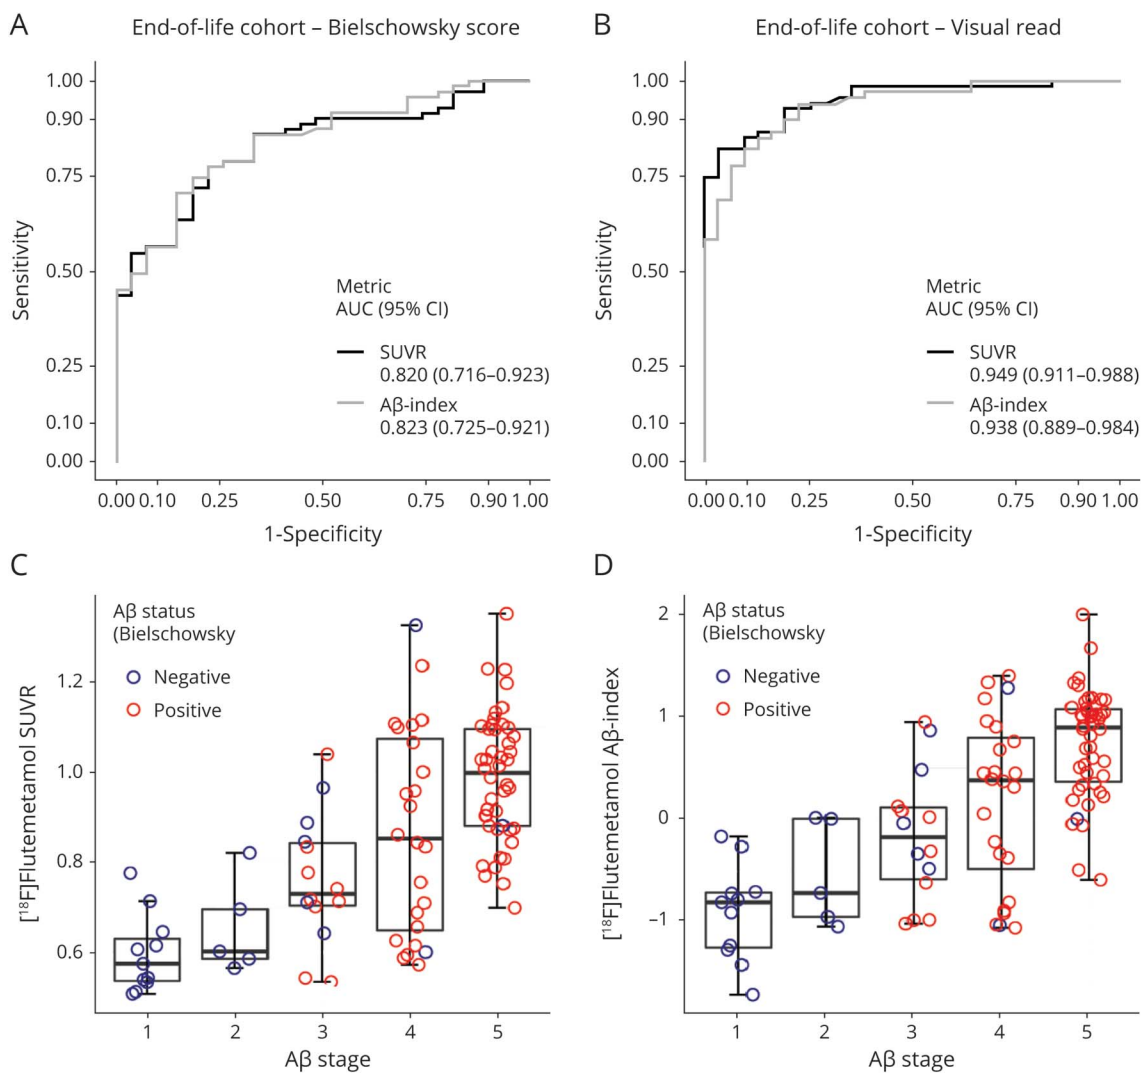 A
End-of-life cohort – Bielschowsky score
Sensitivity
1.00
0.90
0.75
0.50
0.25
0.10
0.00
Metric
AUC (95% CI)
SUVR
0.820 (0.716–0.923)
Aβ-index
0.823 (0.725–0.921)
0.00 0.10 0.25 0.50 0.75 0.90 1.00
1-Specificity
B
End-of-life cohort – Visual read
Sensitivity
1.00
0.90
0.75
0.50
0.25
0.10
0.00
Metric
AUC (95% CI)
SUVR
0.949 (0.911–0.988)
Aβ-index
0.938 (0.889–0.984)
0.00 0.10 0.25 0.50 0.75 0.90 1.00
1-Specificity
C
[¹⁸F]Flutemetamol SUVR
Aβ status
(Bielschowsky
Negative
Positive
1.2
1.0
0.8
0.6
1 2 3 4 5
Aβ stage
D
[¹⁸F]Flutemetamol Aβ-index
Aβ status
(Bielschowsky
Negative
Positive
2
1
0
−1
1 2 3 4 5
Aβ stage